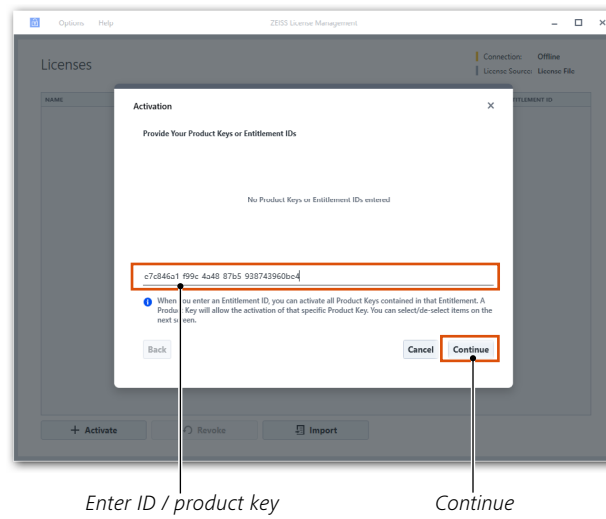 Options Help ZEISS License Management
Licenses
Connection: Offline
License Source: License File
NAME
Activation
Provide Your Product Keys or Entitlement IDs
No Product Keys or Entitlement IDs entered
e7c846a1 f99c 4a48 87b5 938743960be4
When you enter an Entitlement ID, you can activate all Product Keys contained in that Entitlement. A
Product Key will allow the activation of that specific Product Key. You can select/de-select items on the
next screen.
Back Cancel Continue
+ Activate Revoke Import
Enter ID / product key Continue